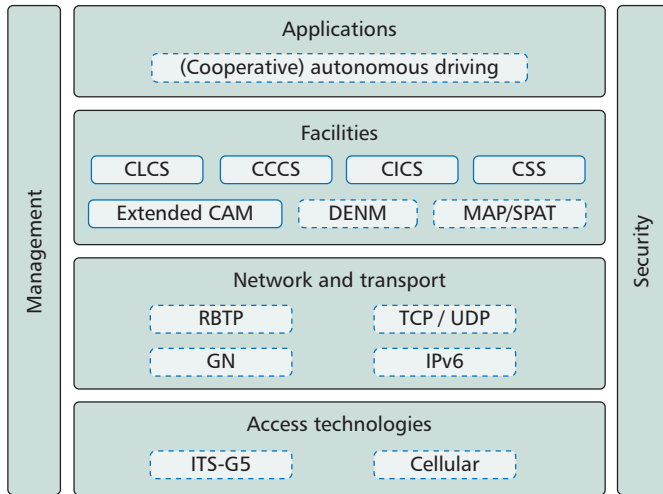 Management
Applications
(Cooperative) autonomous driving
Facilities
CLCS
CCCS
CICS
CSS
Extended CAM
DENM
MAP/SPAT
Network and transport
RBTP
TCP / UDP
GN
IPv6
Access technologies
ITS-G5
Cellular
Security